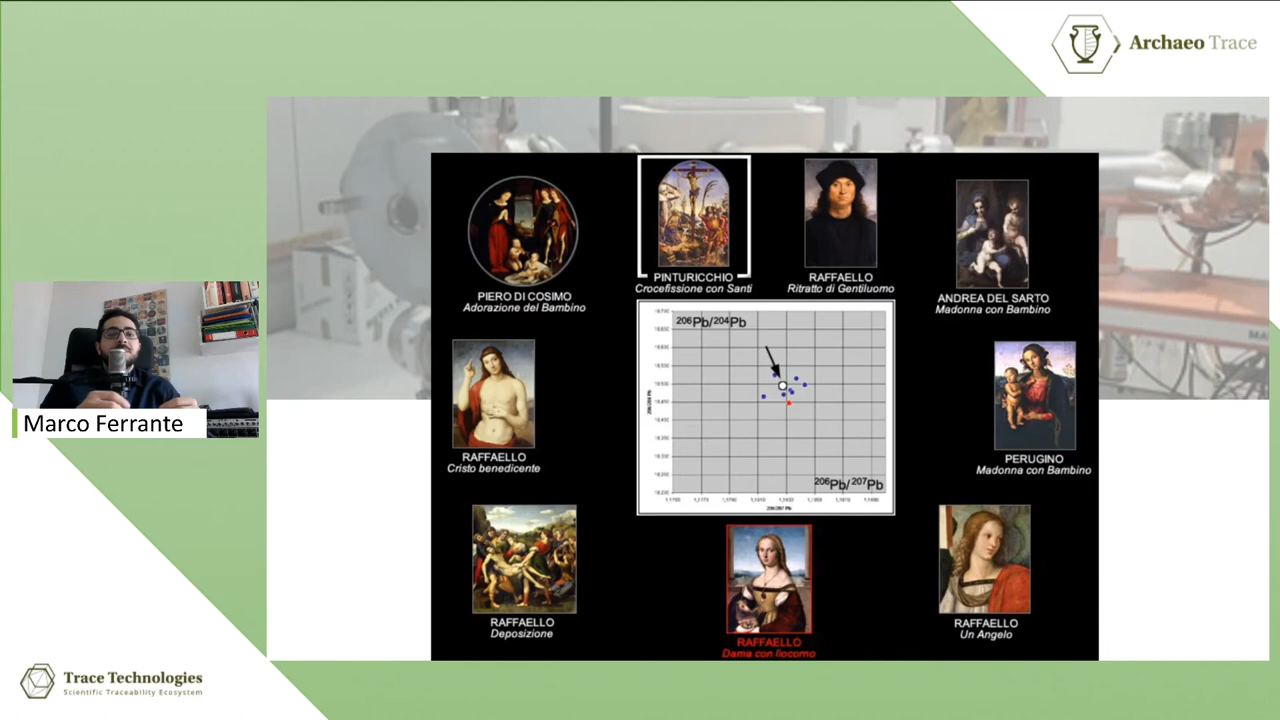 Archaeo Trace
PINTURICCHIO
Crocefissione con Santi
RAFFAELLO
Ritratto di Gentiluomo
PIERO DI COSIMO
Adorazione del Bambino
ANDREA DEL SARTO
Madonna con Bambino
206Pb/204Pb
206Pb/207Pb
RAFFAELLO
Cristo benedicente
PERUGINO
Madonna con Bambino
Marco Ferrante
RAFFAELLO
Deposizione
RAFFAELLO
Dama con liocorno
RAFFAELLO
Un Angelo
Trace Technologies
Scientific Traceability Ecosystem